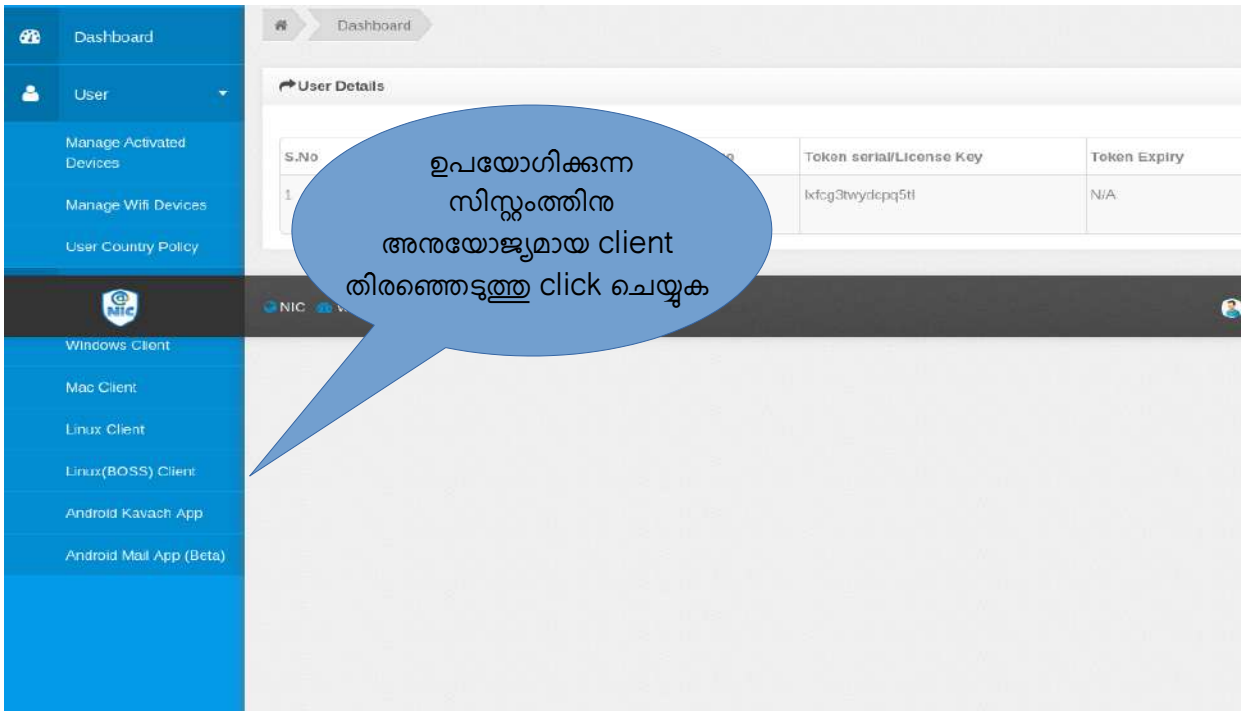 Dashboard
Dashboard
User
User Details
Manage Activated
Devices
Manage Wifi Devices
User Country Policy
S.No
Token serial/License Key
Token Expiry
1
N/A
ഉപയോഗിക്കുന്ന
സിസ്റ്റംത്തിനു
അനുയോജ്യമായ client
തിരഞ്ഞെടുത്തു click ചെയ്യുക
@
NIC
NIC
Windows Client
Mac Client
Linux Client
Linux(BOSS) Client
Android Kavach App
Android Mail App (Beta)